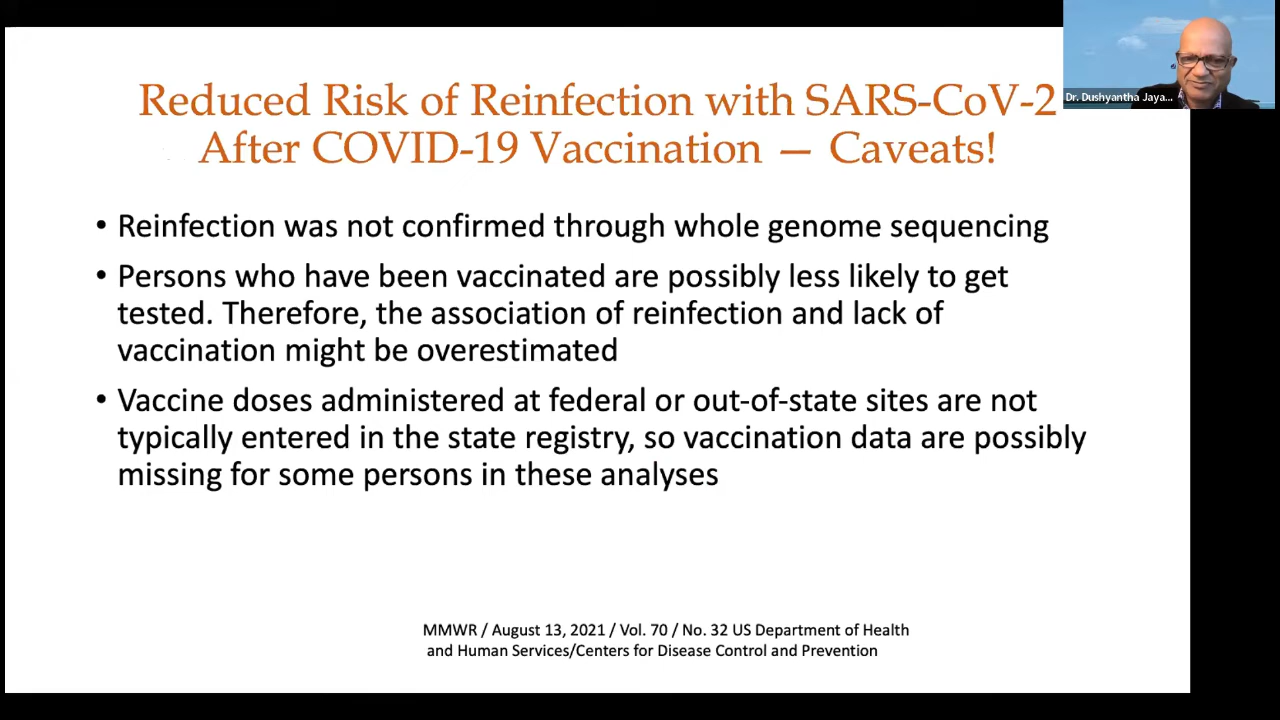 Reduced Risk of Reinfection with SARS-CoV-2
After COVID-19 Vaccination — Caveats!
Dr. Dushyantha Jaya...
• Reinfection was not confirmed through whole genome sequencing
• Persons who have been vaccinated are possibly less likely to get
tested. Therefore, the association of reinfection and lack of
vaccination might be overestimated
• Vaccine doses administered at federal or out-of-state sites are not
typically entered in the state registry, so vaccination data are possibly
missing for some persons in these analyses
MMWR / August 13, 2021 / Vol. 70 / No. 32 US Department of Health
and Human Services/Centers for Disease Control and Prevention